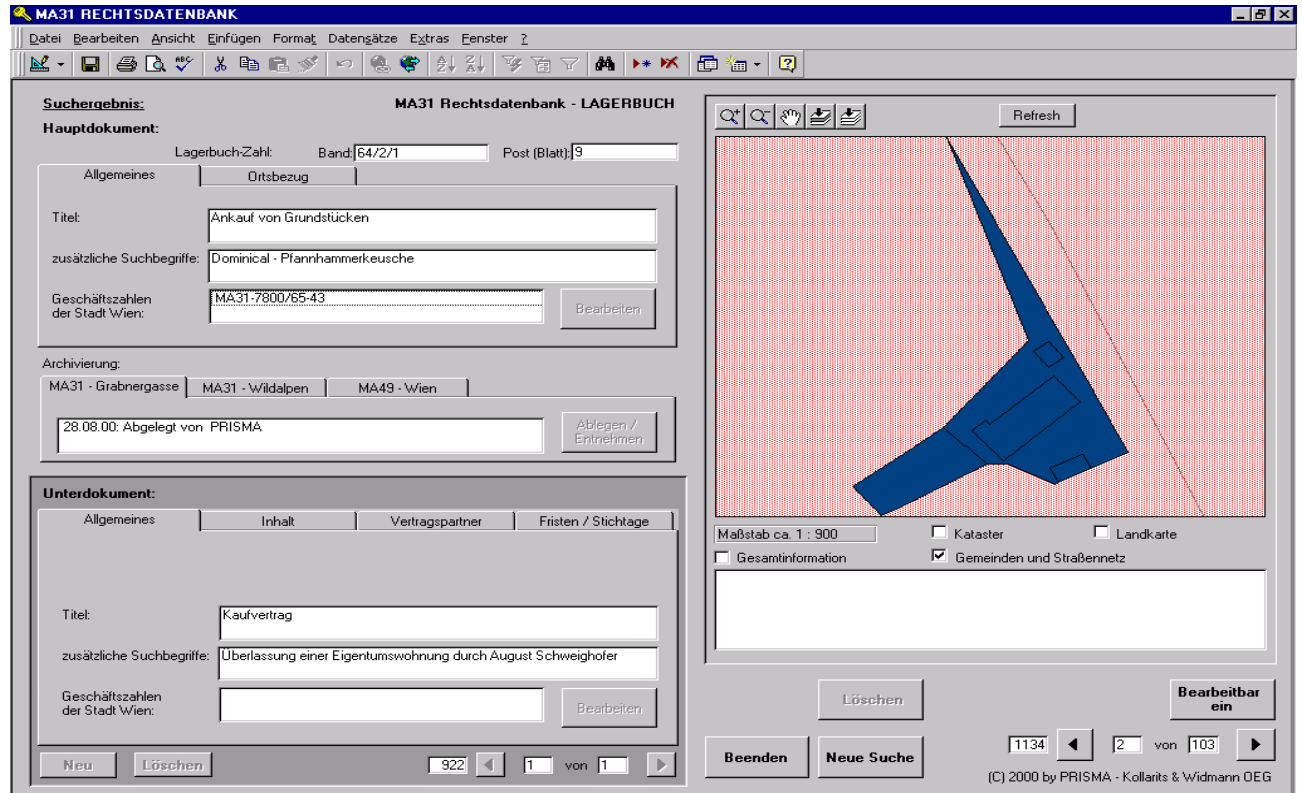 MA31 RECHTSDATENBANK
Datei Bearbeiten Ansicht Einfügen Format Datensätze Extras Fenster ?
Suchergebnis:
MA31 Rechtsdatenbank - LAGERBUCH
Hauptdokument:
Lagerbuch-Zahl: Band: 64/2/1 Post (Blatt): 9
Allgemeines Ortsbezug
Titel: Ankauf von Grundstücken
zusätzliche Suchbegriffe: Dominical - Pfannhammerkeusche
Geschäftszahlen
der Stadt Wien:
MA31-7800/65-43
Bearbeiten
Archivierung:
MA31 - Grabnergasse MA31 - Wildalpen MA49 - Wien
28.08.00: Abgelegt von PRISMA
Ablegen /
Entnehmen
Unterdokument:
Allgemeines Inhalt Vertragspartner Fristen / Stichtage
Titel: Kaufvertrag
zusätzliche Suchbegriffe: Überlassung einer Eigentumswohnung durch August Schweighofer
Geschäftszahlen
der Stadt Wien:
Bearbeiten
Neu Löschen 922 1 von 1
Refresh
Maßstab ca. 1 : 900 Kataster Landkarte
Gesamtinformation Gemeinden und Straßennetz
Löschen
Bearbeitbar
ein
Beenden Neue Suche 1134 2 von 103
(C) 2000 by PRISMA - Kollarits & Widmann OEG